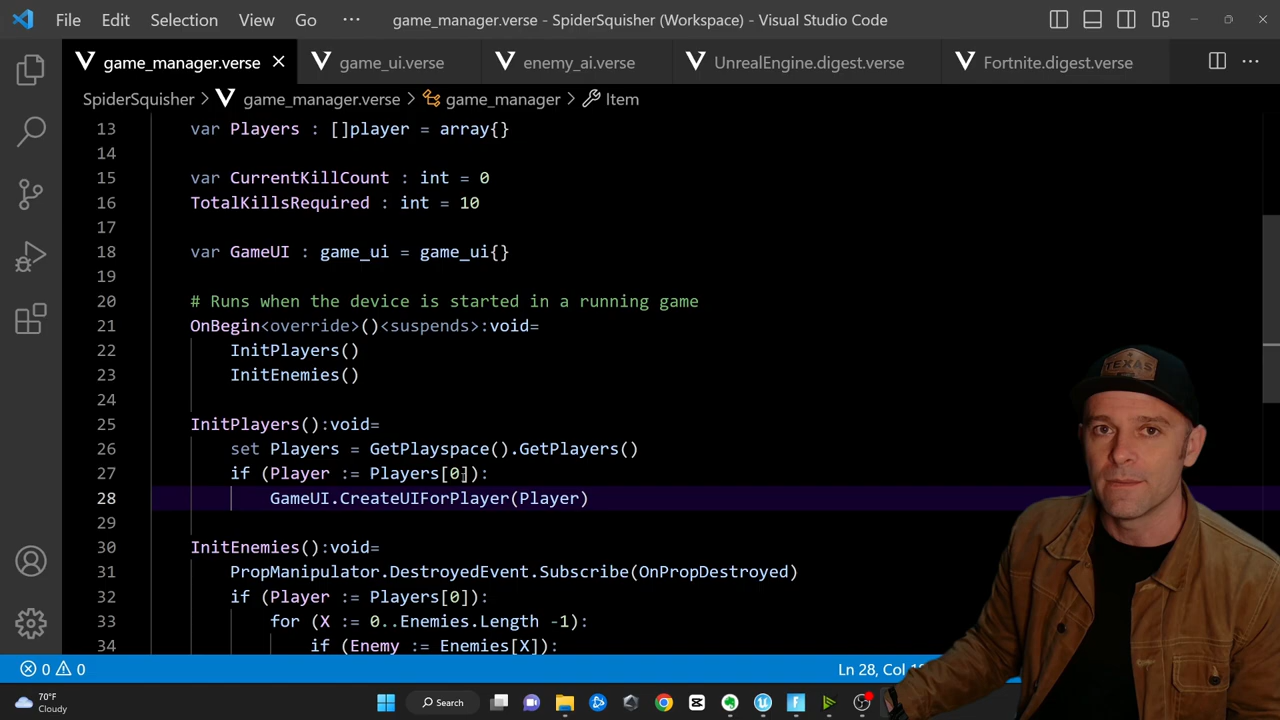 File Edit Selection View Go ··· game_manager.verse - SpiderSquisher (Workspace) - Visual Studio Code
game_manager.verse game_ui.verse enemy_ai.verse UnrealEngine.digest.verse Fortnite.digest.verse
SpiderSquisher > game_manager.verse > game_manager > Item
13 var Players : []player = array{}
14
15 var CurrentKillCount : int = 0
16 TotalKillsRequired : int = 10
17
18 var GameUI : game_ui = game_ui{}
19
20 # Runs when the device is started in a running game
21 OnBegin<override>()<suspends>:void=
22 InitPlayers()
23 InitEnemies()
24
25 InitPlayers():void=
26 set Players = GetPlayspace().GetPlayers()
27 if (Player := Players[0]):
28 GameUI.CreateUIForPlayer(Player)
29
30 InitEnemies():void=
31 PropManipulator.DestroyedEvent.Subscribe(OnPropDestroyed)
32 if (Player := Players[0]):
33 for (X := 0..Enemies.Length -1):
34 if (Enemy := Enemies[X]):
TEXAS
0 0 Ln 28, Col
70°F
Cloudy
Search